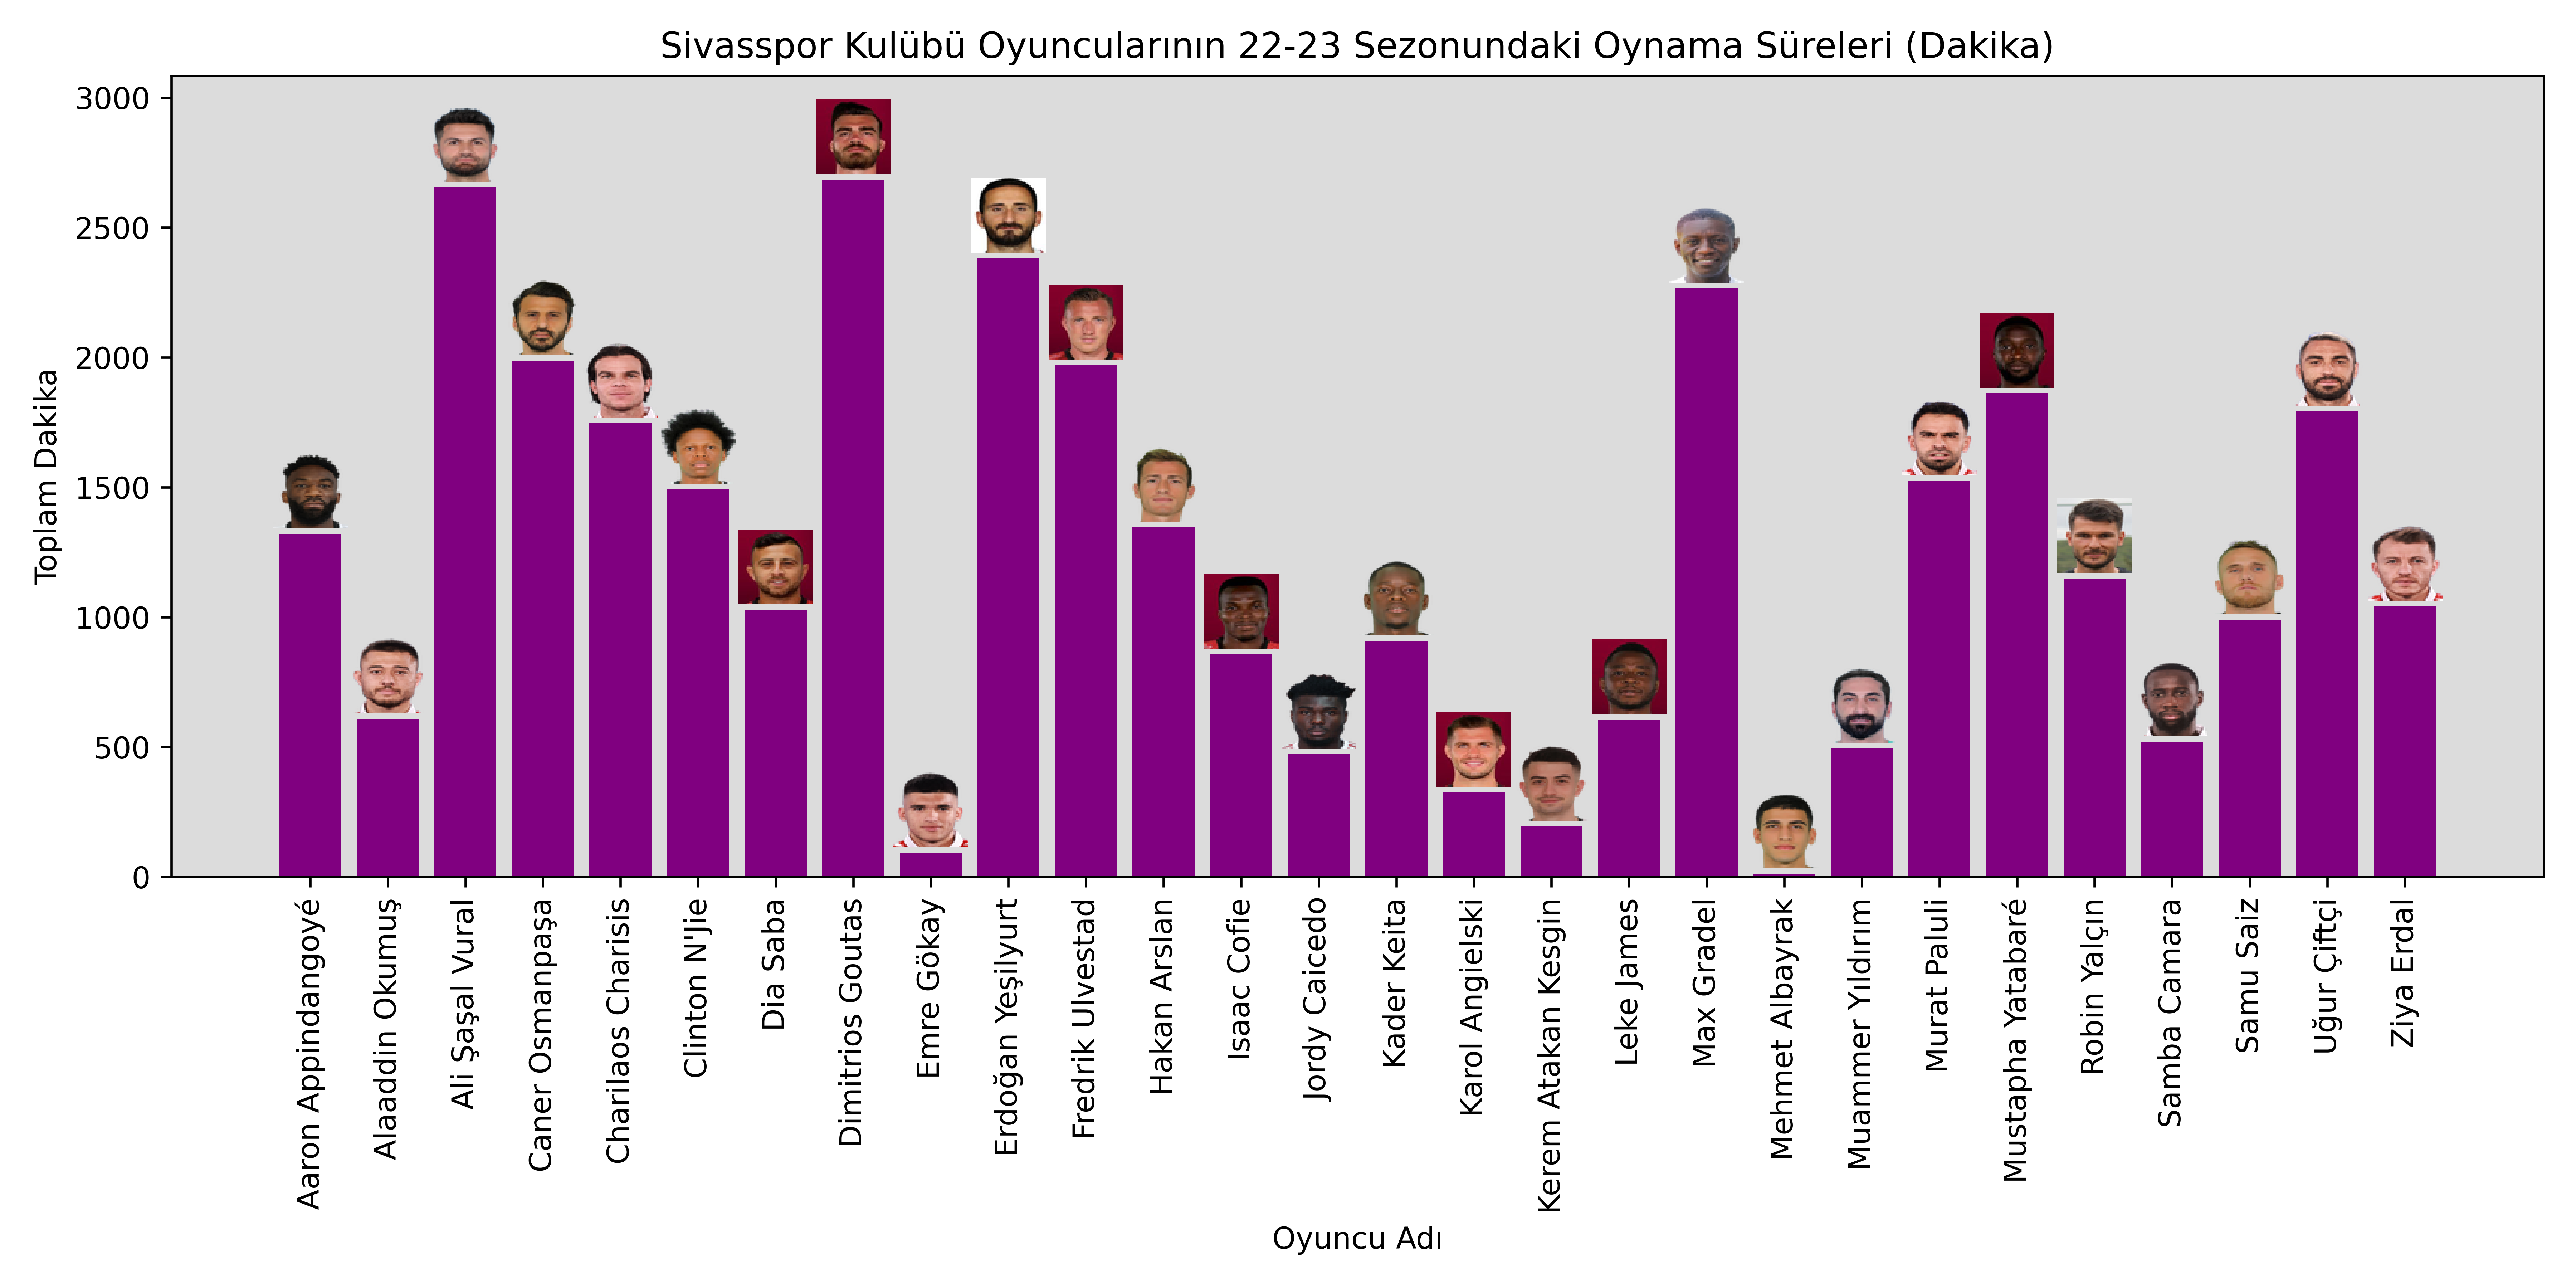 Sivasspor Kulübü Oyuncularının 22-23 Sezonundaki Oynama Süreleri (Dakika)
Toplam Dakika
3000
2500
2000
1500
1000
500
0
Aaron Appindangoyé
Alaaddin Okumuş
Ali Şaşal Vural
Caner Osmanpaşa
Charilaos Charisis
Clinton N'Jie
Dia Saba
Dimitrios Goutas
Emre Gökay
Erdoğan Yeşilyurt
Fredrik Ulvestad
Hakan Arslan
Isaac Cofie
Jordy Caicedo
Kader Keita
Karol Angielski
Kerem Atakan Kesgin
Leke James
Max Gradel
Mehmet Albayrak
Muammer Yıldırım
Murat Paluli
Mustapha Yatabaré
Robin Yalçın
Samba Camara
Samu Saiz
Uğur Çiftçi
Ziya Erdal
Oyuncu Adı